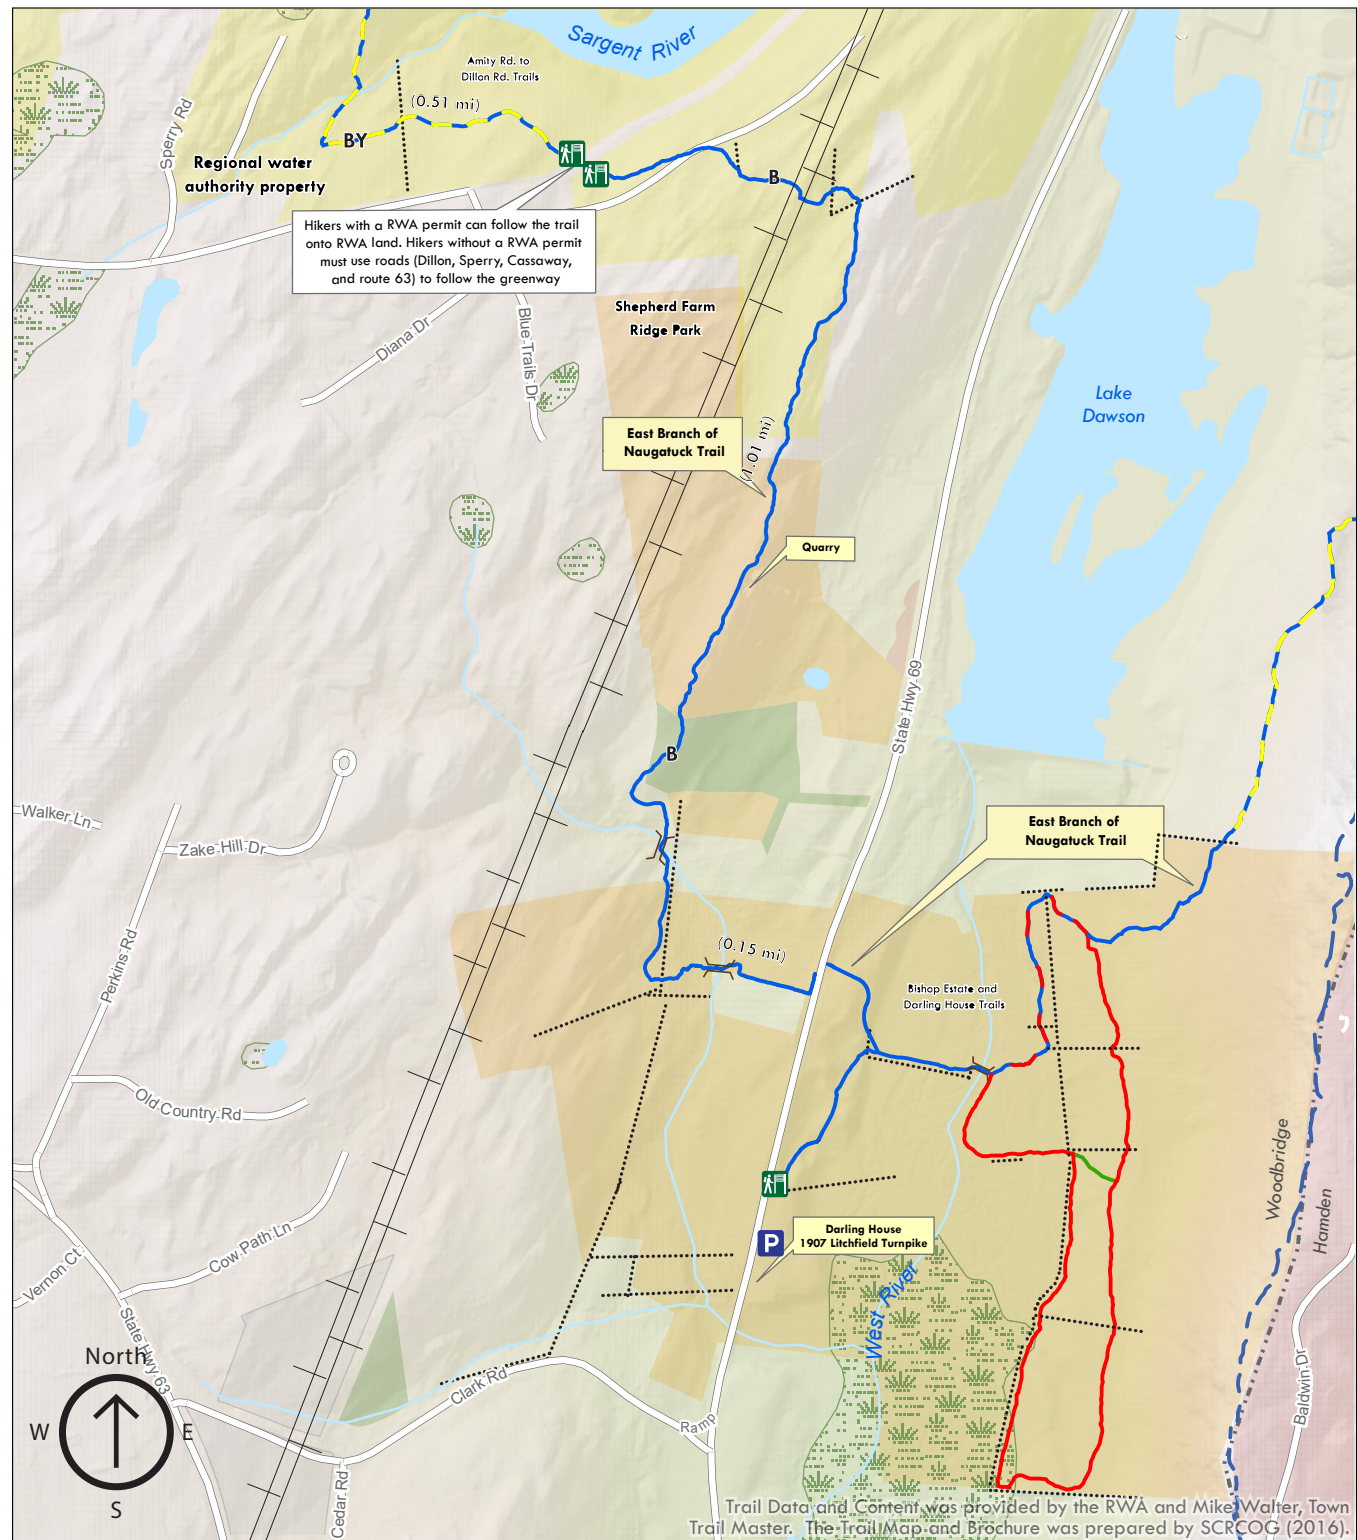 Sargent River
Amity Rd. to
Dillon Rd. Trails
(0.51 mi)
BY
Sperry Rd
Regional water
authority property
B
Hikers with a RWA permit can follow the trail
onto RWA land. Hikers without a RWA permit
must use roads (Dillon, Sperry, Cassaway,
and route 63) to follow the greenway
Shepherd Farm
Ridge Park
Diana Dr
Blue Trails Dr
Lake
Dawson
East Branch of
Naugatuck Trail
(1.01 mi)
Quarry
State Hwy 69
B
Walker Ln
Zake Hill Dr
East Branch of
Naugatuck Trail
Perkins Rd
(0.15 mi)
Bishop Estate and
Darling House Trails
Old Country Rd
Woodbridge
Hamden
Cow Path Ln
Vernon Ct
Darling House
1907 Litchfield Turnpike
P
West River
State Hwy 63
North
W
E
S
Clark Rd
Ramp
Baldwin Dr
Cedar Rd
Trail Data and Content was provided by the RWA and Mike Walter, Town
Trail Master. The Trail Map and Brochure was prepared by SCRCOG (2016).